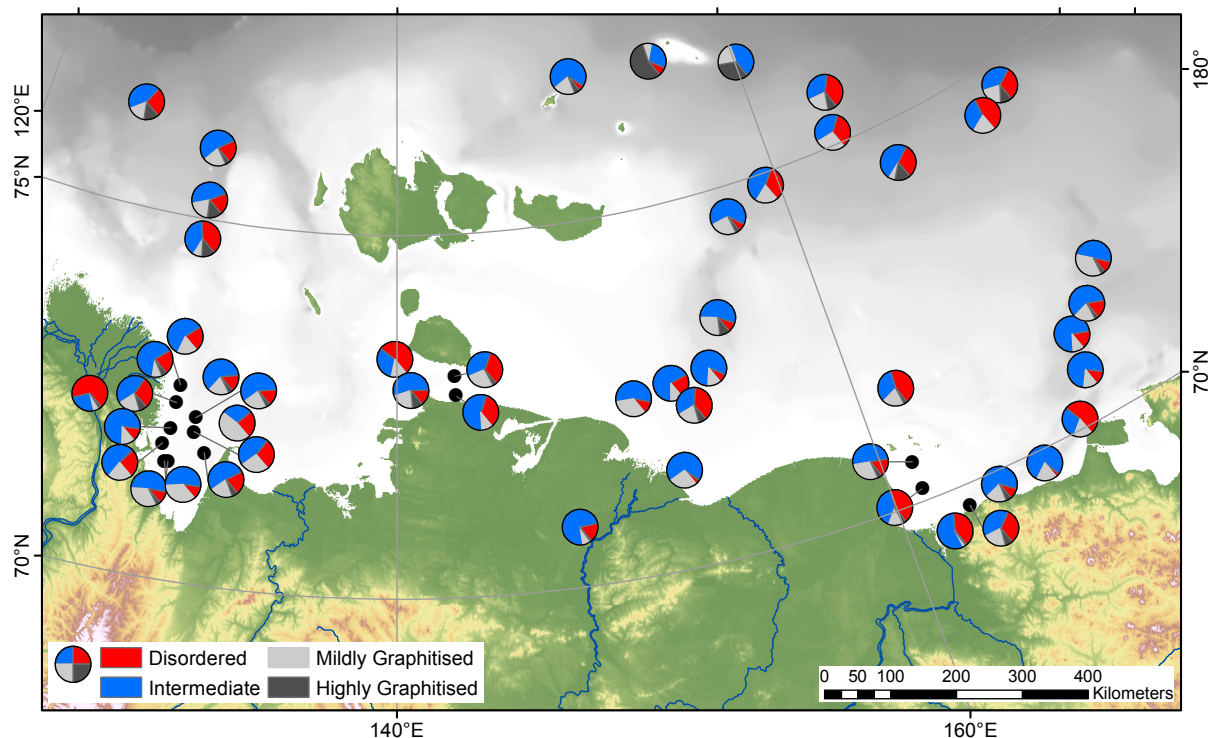 180°
120°E
75°N
70°N
70°N
Disordered
Mildly Graphitised
Intermediate
Highly Graphitised
0 50 100 200 300 400
Kilometers
140°E
160°E